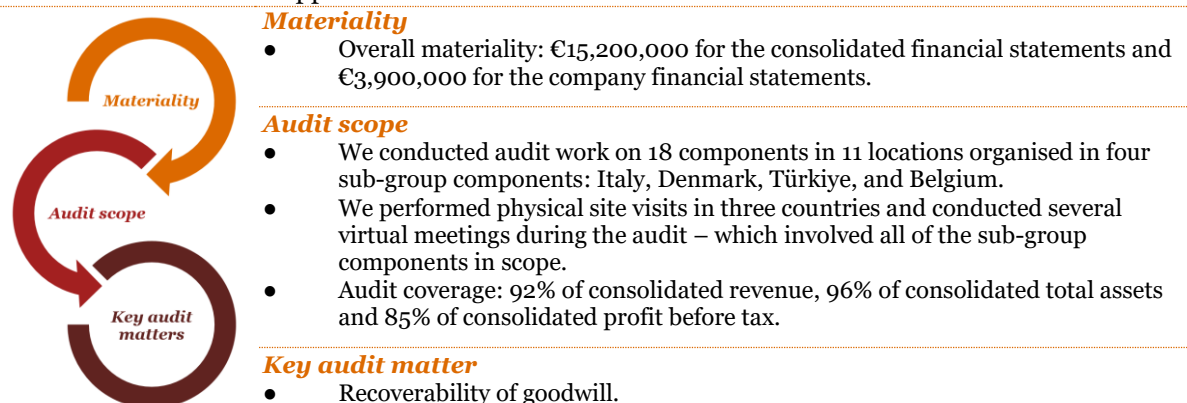 Materiality
● Overall materiality: €15,200,000 for the consolidated financial statements and
€3,900,000 for the company financial statements.
Materiality
Audit scope
● We conducted audit work on 18 components in 11 locations organised in four
sub-group components: Italy, Denmark, Türkiye, and Belgium.
Audit scope
● We performed physical site visits in three countries and conducted several
virtual meetings during the audit – which involved all of the sub-group
components in scope.
● Audit coverage: 92% of consolidated revenue, 96% of consolidated total assets
and 85% of consolidated profit before tax.
Key audit
matters
Key audit matter
● Recoverability of goodwill.